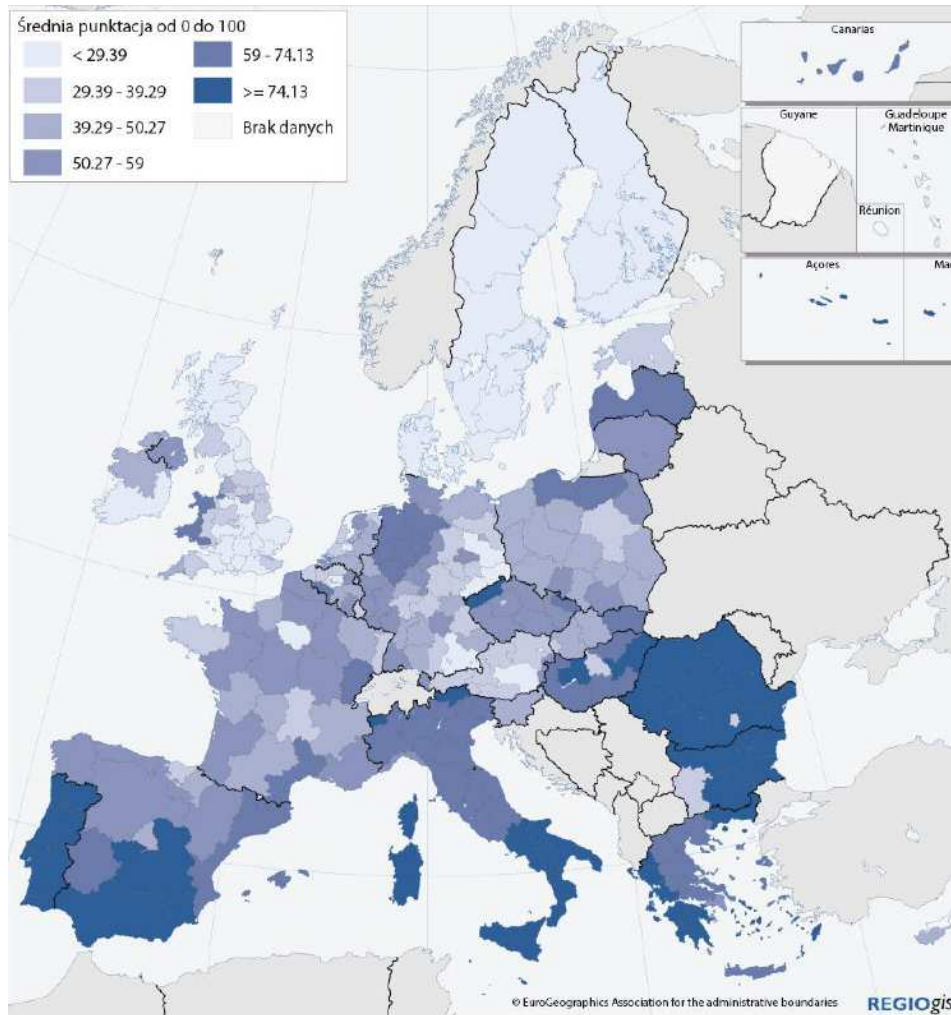 Średnia punktacja od 0 do 100
< 29.39
29.39 - 39.29
39.29 - 50.27
50.27 - 59
59 - 74.13
>= 74.13
Brak danych
Canarias
Guyane
Guadeloupe
Martinique
Réunion
Açores
Ma
© EuroGeographics Association for the administrative boundaries
REGIOgis